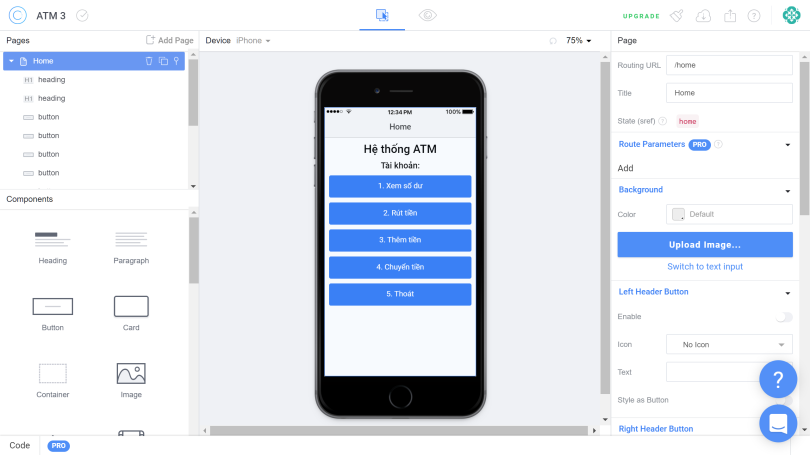 ATM 3
UPGRADE
Pages
Add Page
Device
iPhone
75%
Page
Home
H1 heading
H1 heading
button
button
button
button
Components
Heading
Paragraph
Button
Card
Container
Image
12:34 PM
100%
Home
Hệ thống ATM
Tài khoản:
1. Xem số dư
2. Rút tiền
3. Thêm tiền
4. Chuyển tiền
5. Thoát
Routing URL
/home
Title
Home
State (sref) ?
home
Route Parameters PRO ?
Add
Background
Color
Default
Upload Image...
Switch to text input
Left Header Button
Enable
Icon
No Icon
Text
Style as Button
Right Header Button
?
Code
PRO